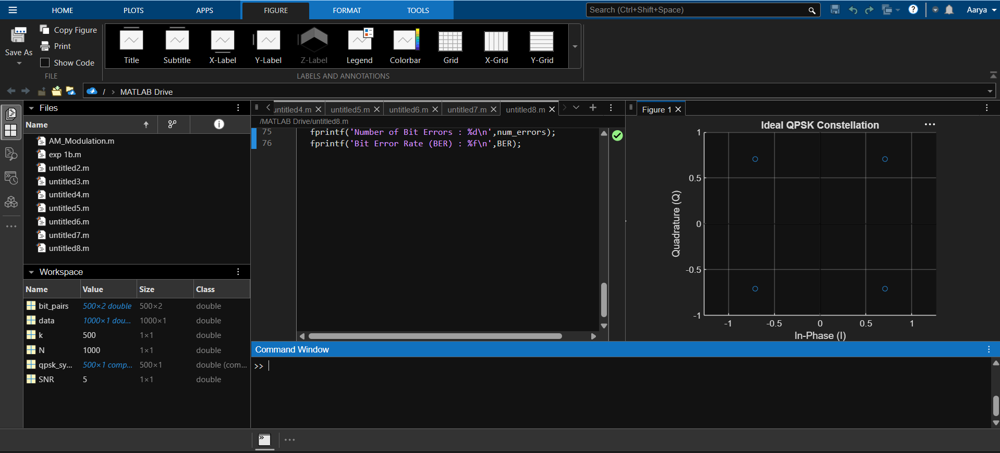 HOME PLOTS APPS FIGURE FORMAT TOOLS Search (Ctrl+Shift+Space) Aarya
Save As
Copy Figure
Print
Show Code
FILE
Title Subtitle X-Label Y-Label Z-Label Legend Colorbar Grid X-Grid Y-Grid
LABELS AND ANNOTATIONS
/ > MATLAB Drive
Files
Name
AM_Modulation.m
exp 1b.m
untitled2.m
untitled3.m
untitled4.m
untitled5.m
untitled6.m
untitled7.m
untitled8.m
Workspace
Name Value Size Class
bit_pairs 500×2 double 500×2 double
data 1000×1 dou... 1000×1 double
k 500 1×1 double
N 1000 1×1 double
qpsk_sy... 500×1 comp... 500×1 double (com...
SNR 5 1×1 double
untitled4.m untitled5.m untitled6.m untitled7.m untitled8.m
/MATLAB Drive/untitled8.m
75 fprintf('Number of Bit Errors : %d\n',num_errors);
76 fprintf('Bit Error Rate (BER) : %f\n',BER);
Figure 1
Ideal QPSK Constellation
1
0.5
0
-0.5
-1
Quadrature (Q)
-1 -0.5 0 0.5 1
In-Phase (I)
Command Window
>>